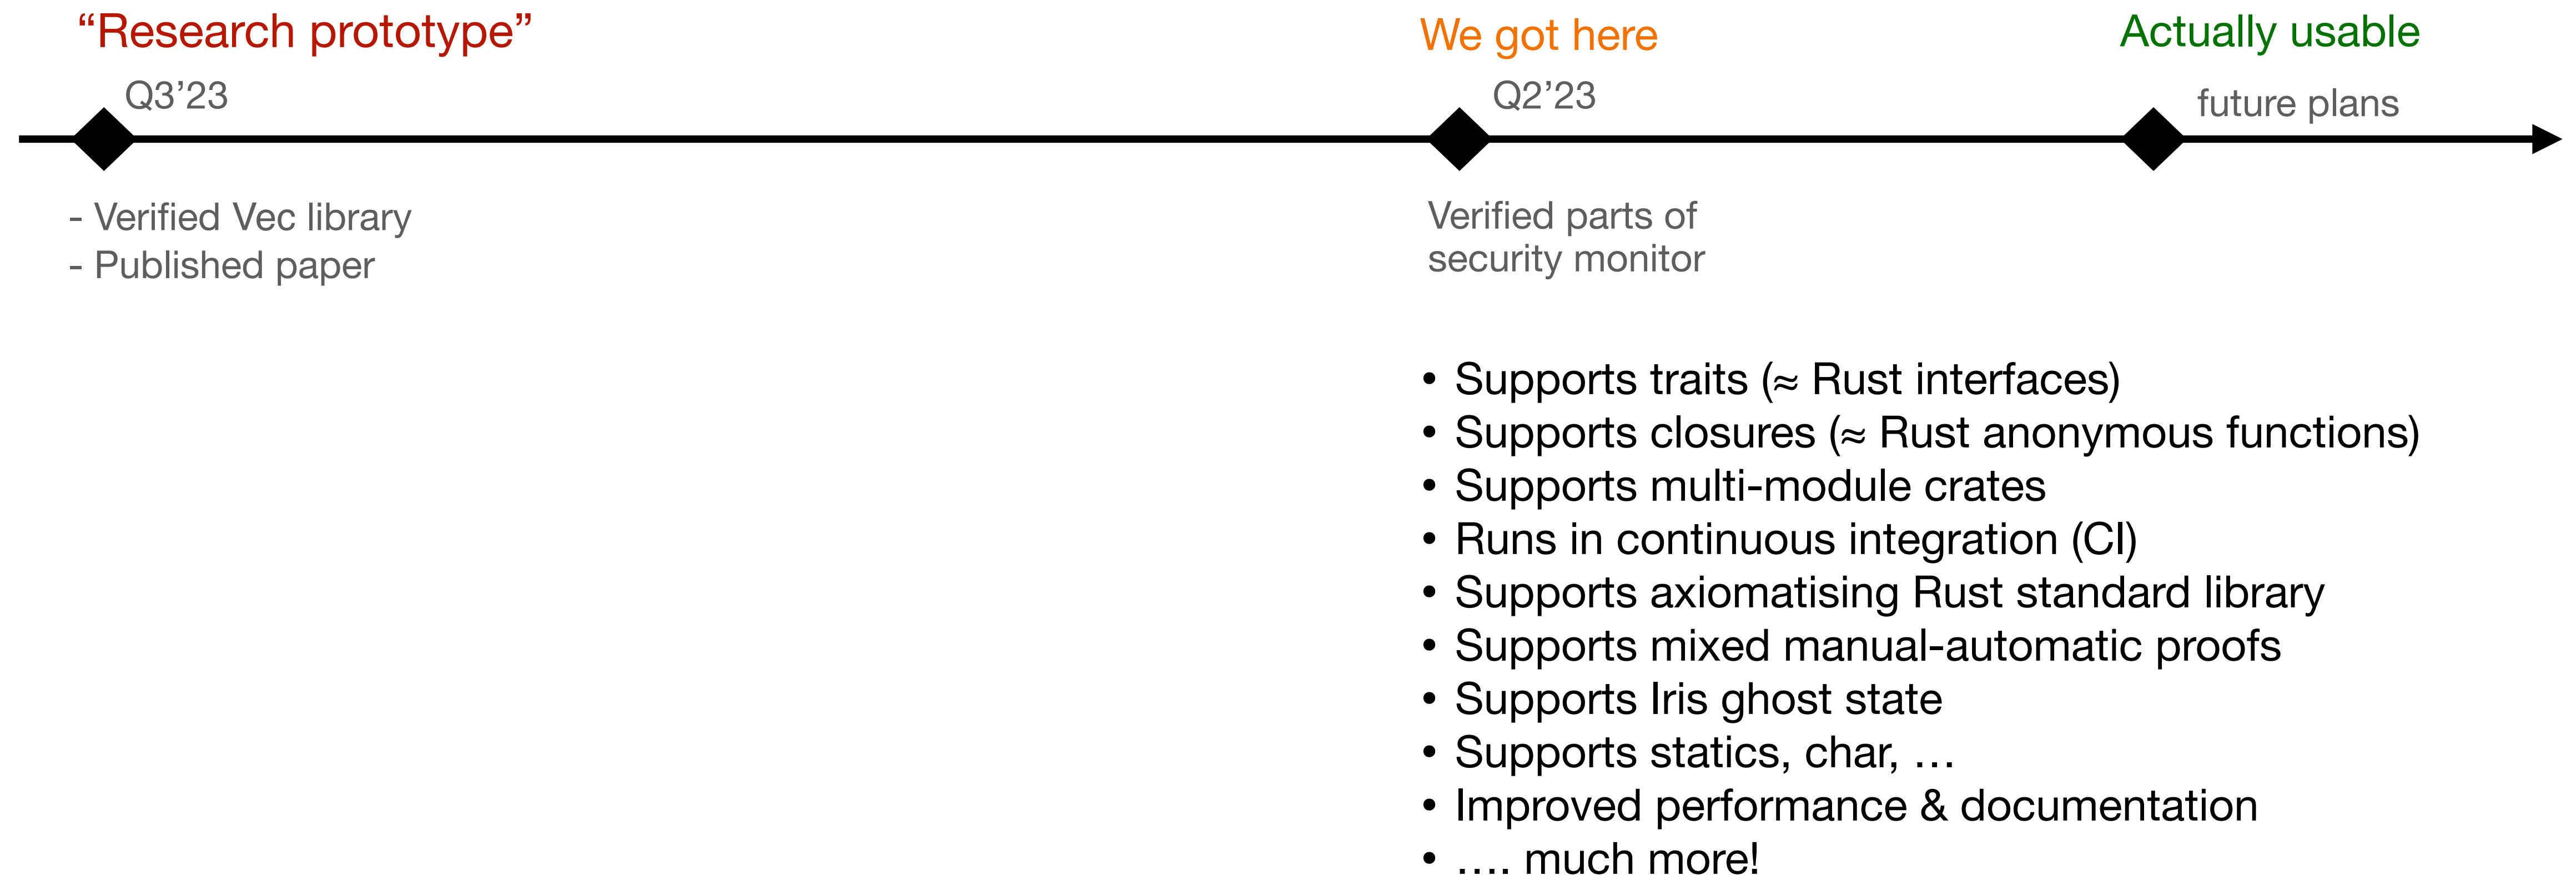 “Research prototype”
Q3’23
- Verified Vec library
- Published paper
We got here
Q2’23
Verified parts of
security monitor
• Supports traits (≈ Rust interfaces)
• Supports closures (≈ Rust anonymous functions)
• Supports multi-module crates
• Runs in continuous integration (CI)
• Supports axiomatising Rust standard library
• Supports mixed manual-automatic proofs
• Supports Iris ghost state
• Supports statics, char, …
• Improved performance & documentation
• …. much more!
Actually usable
future plans